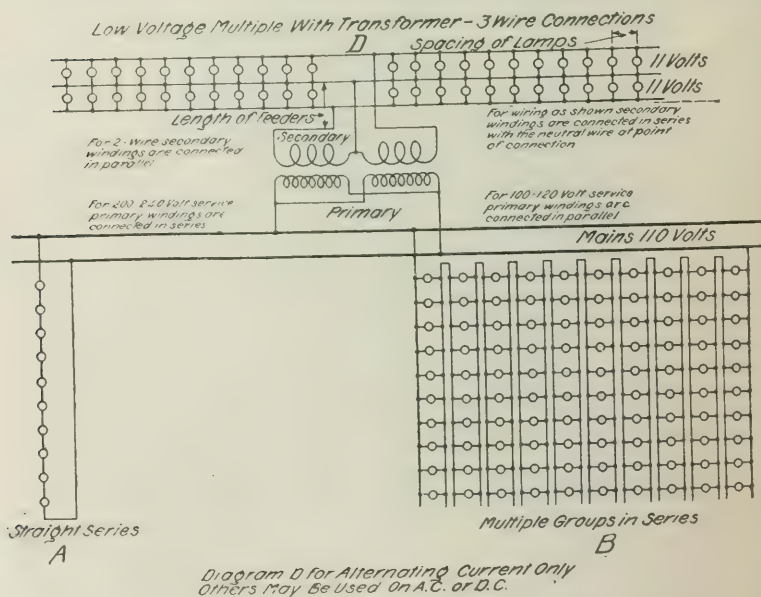 Low Voltage Multiple With Transformer - 3 Wire Connections
D
Spacing of Lamps
11 Volts
11 Volts
Length of Feeders
For wiring as shown secondary
windings are connected in series
with the neutral wire at point
of connection
For 2-Wire secondary
windings are connected
in parallel
Secondary
For 200-240 Volt service
primary windings are
connected in series
Primary
For 100-120 Volt service
primary windings are
connected in parallel
Mains 110 Volts
Straight Series
A
Multiple Groups in Series
B
Diagram D for Alternating Current Only
Others May Be Used On A.C. or D.C.